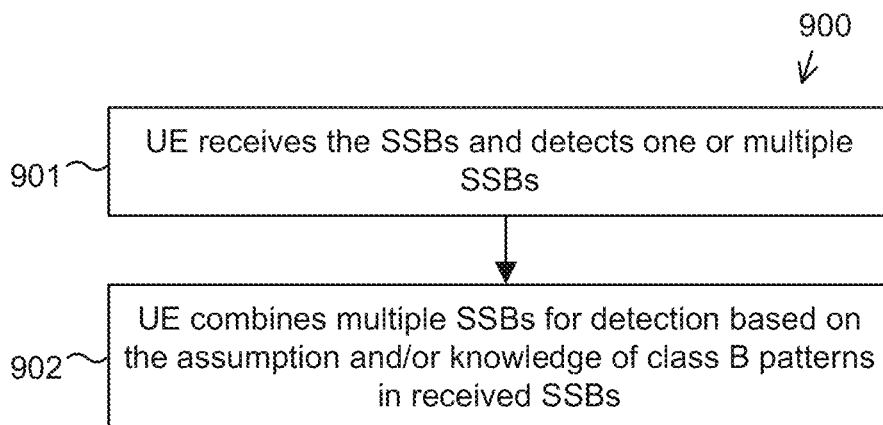 900
UE receives the SSBs and detects one or multiple
SSBs
901
UE combines multiple SSBs for detection based on
the assumption and/or knowledge of class B patterns
in received SSBs
902